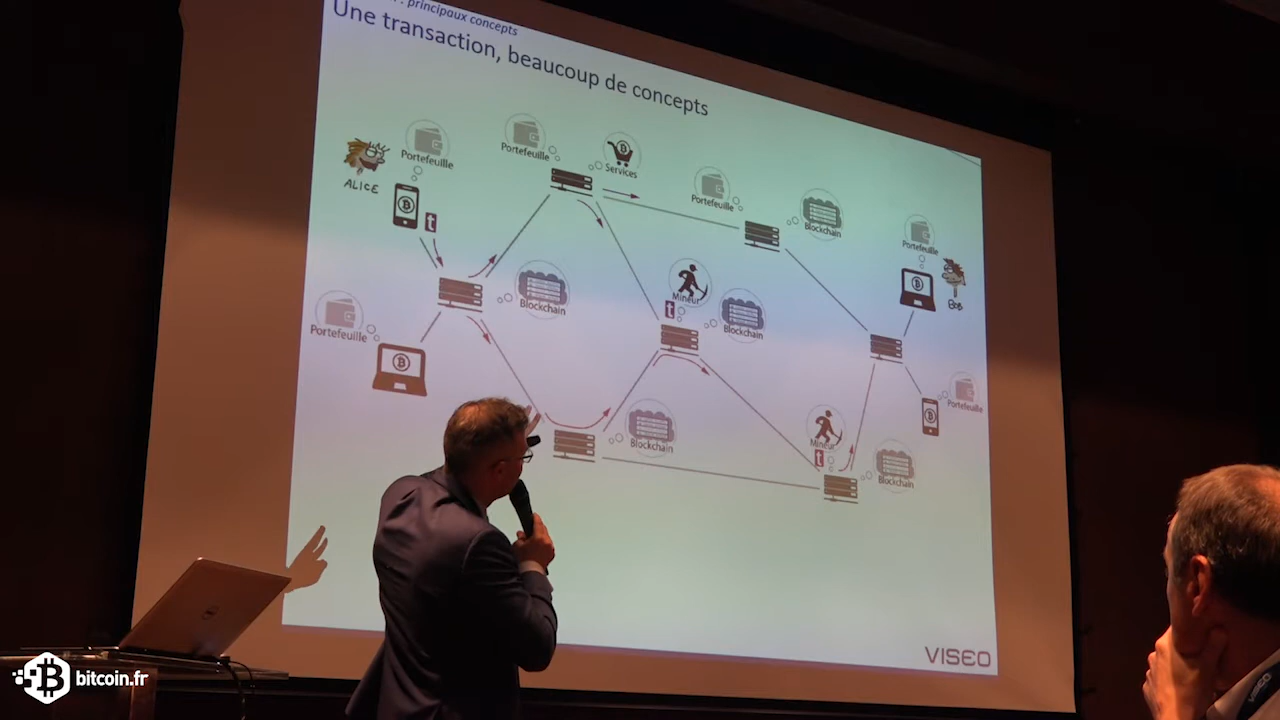 : principaux concepts
Une transaction, beaucoup de concepts
Portefeuille
ALICE
Portefeuille
Services
Portefeuille
Blockchain
Portefeuille
BOB
t
Blockchain
Mineur
t
Blockchain
Portefeuille
Portefeuille
Blockchain
Mineur
t
Blockchain
VISEO
VISEO
bitcoin.fr